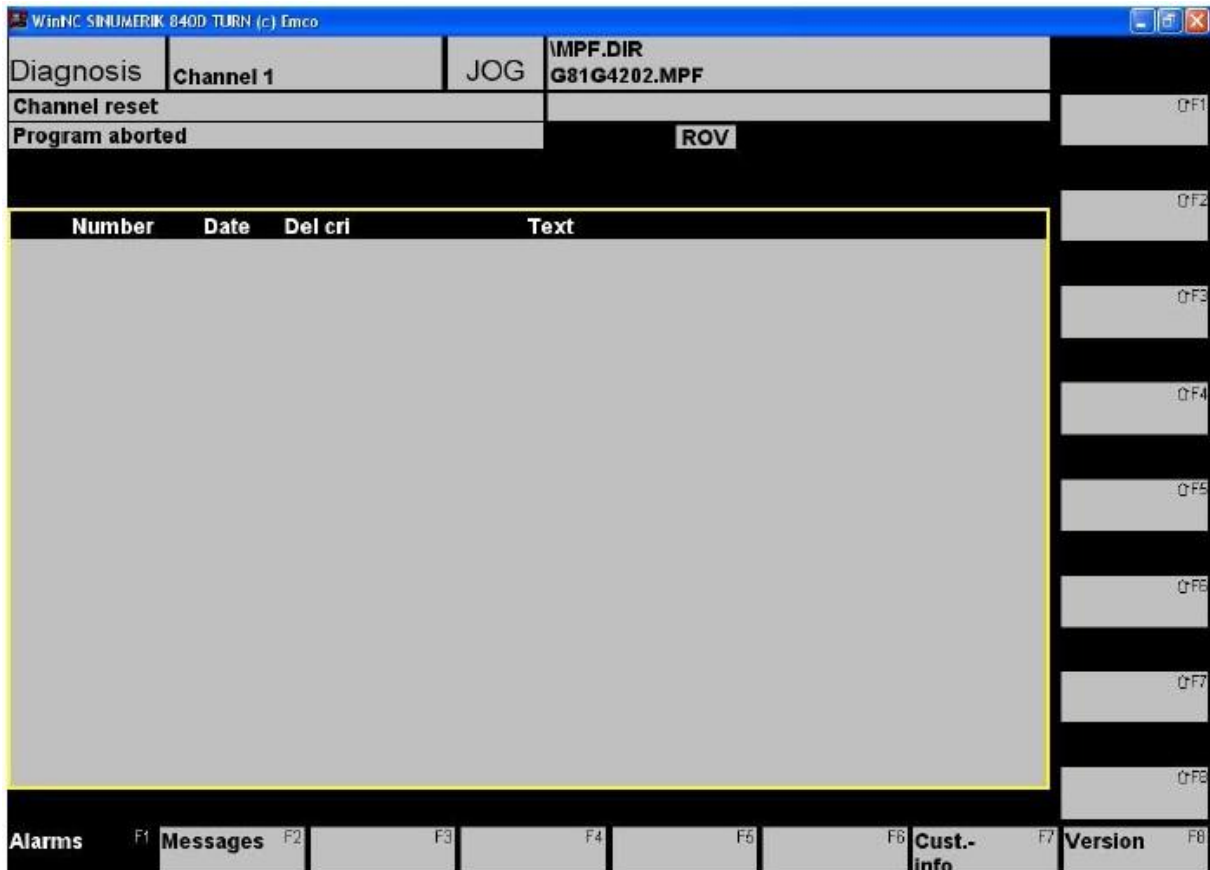 WinNC SINUMERIK 840D TURN (c) Emco
Diagnosis Channel 1 JOG \MPF.DIR
G81G4202.MPF
Channel reset
Program aborted ROV
⇧F1
⇧F2
Number Date Del cri Text
⇧F3
⇧F4
⇧F5
⇧F6
⇧F7
⇧F8
Alarms F1 Messages F2 F3 F4 F5 F6 Cust.- F7 Version F8
info